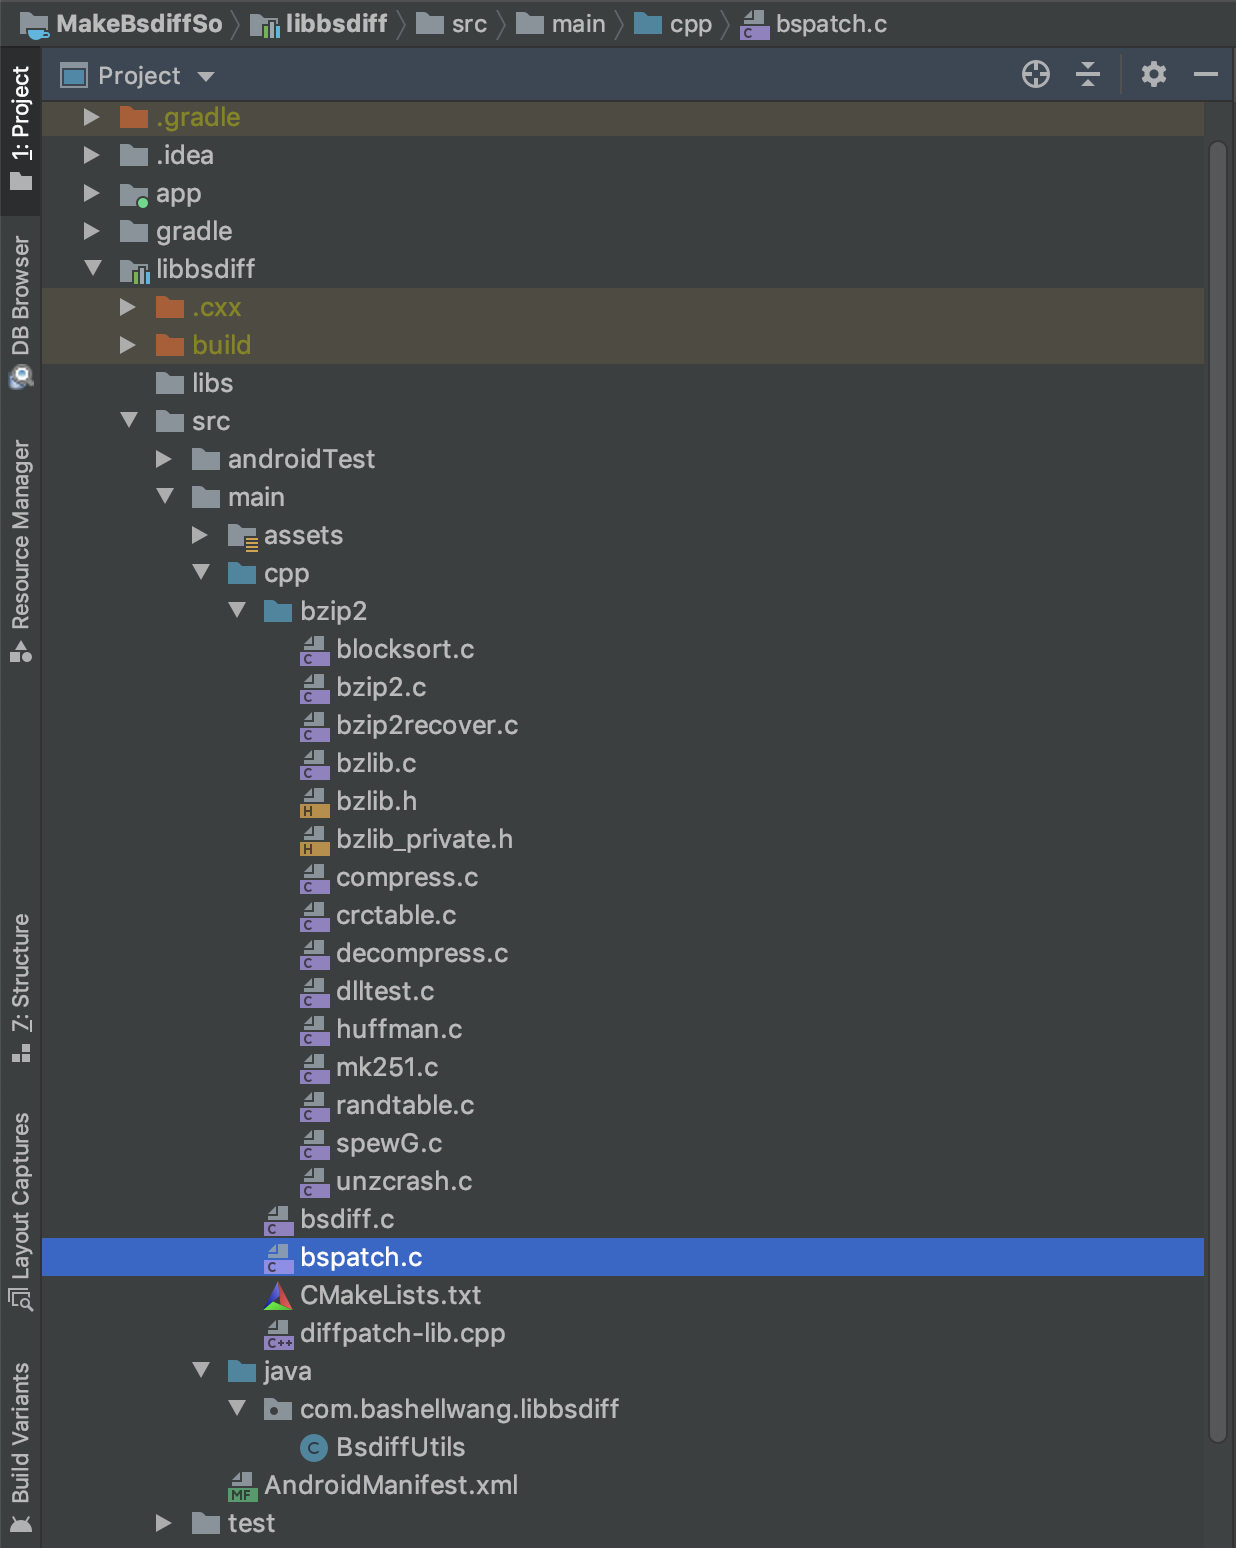 MakeBsdiffSo libbsdiff src main cpp bspatch.c
Project
.gradle
.idea
app
gradle
libbsdiff
.cxx
build
libs
src
androidTest
main
assets
cpp
bzip2
blocksort.c
bzip2.c
bzip2recover.c
bzlib.c
bzlib.h
bzlib_private.h
compress.c
crctable.c
decompress.c
dlltest.c
huffman.c
mk251.c
randtable.c
spewG.c
unzcrash.c
bsdiff.c
bspatch.c
CMakeLists.txt
diffpatch-lib.cpp
java
com.bashellwang.libbsdiff
BsdiffUtils
AndroidManifest.xml
test
1: Project
DB Browser
Resource Manager
7: Structure
Layout Captures
Build Variants